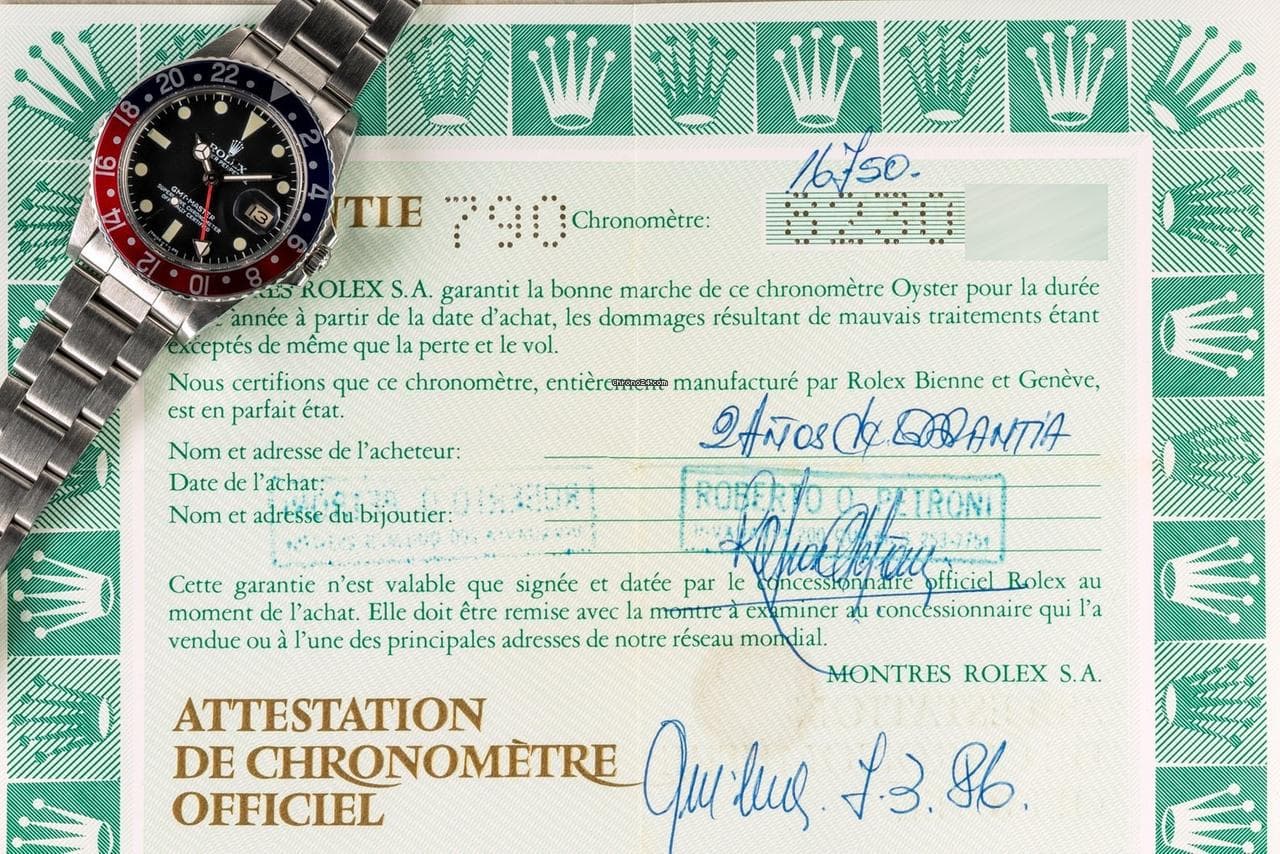 16750.
NTIE 790 Chronomètre: 8230
RES ROLEX S.A. garantit la bonne marche de ce chronomètre Oyster pour la durée
année à partir de la date d'achat, les dommages résultant de mauvais traitements étant
exceptés de même que la perte et le vol.
Nous certifions que ce chronomètre, entièrement manufacturé par Rolex Bienne et Genève,
est en parfait état.
Chrono24.com
2 AÑOS de GARANTIA
Nom et adresse de l'acheteur:
Date de l'achat:
ROBERTO O. PETRONI
Nom et adresse du bijoutier:
Cette garantie n'est valable que signée et datée par le concessionnaire officiel Rolex au
moment de l'achat. Elle doit être remise avec la montre à examiner au concessionnaire qui l'a
vendue ou à l'une des principales adresses de notre réseau mondial.
MONTRES ROLEX S.A.
ATTESTATION
DE CHRONOMÈTRE
OFFICIEL
7.3.86.
20 22 2 4 6 8 10 12 14 16 18
ROLEX
13
GMT-MASTER
SUPERLATIVE CHRONOMETER
OFFICIALLY CERTIFIED